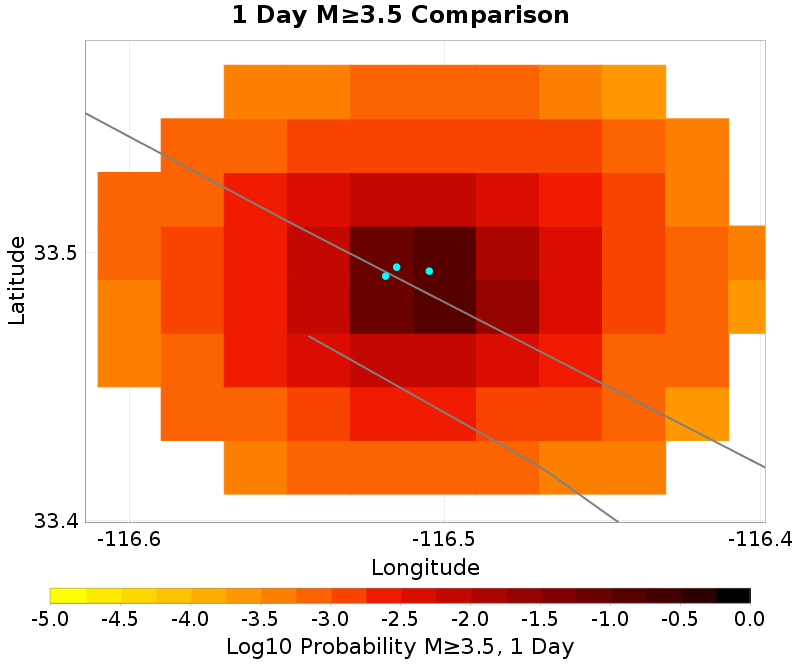 1 Day M≥3.5 Comparison
Latitude
33.5
33.4
-116.6 -116.5 -116.4
Longitude
-5.0 -4.5 -4.0 -3.5 -3.0 -2.5 -2.0 -1.5 -1.0 -0.5 0.0
Log10 Probability M≥3.5, 1 Day